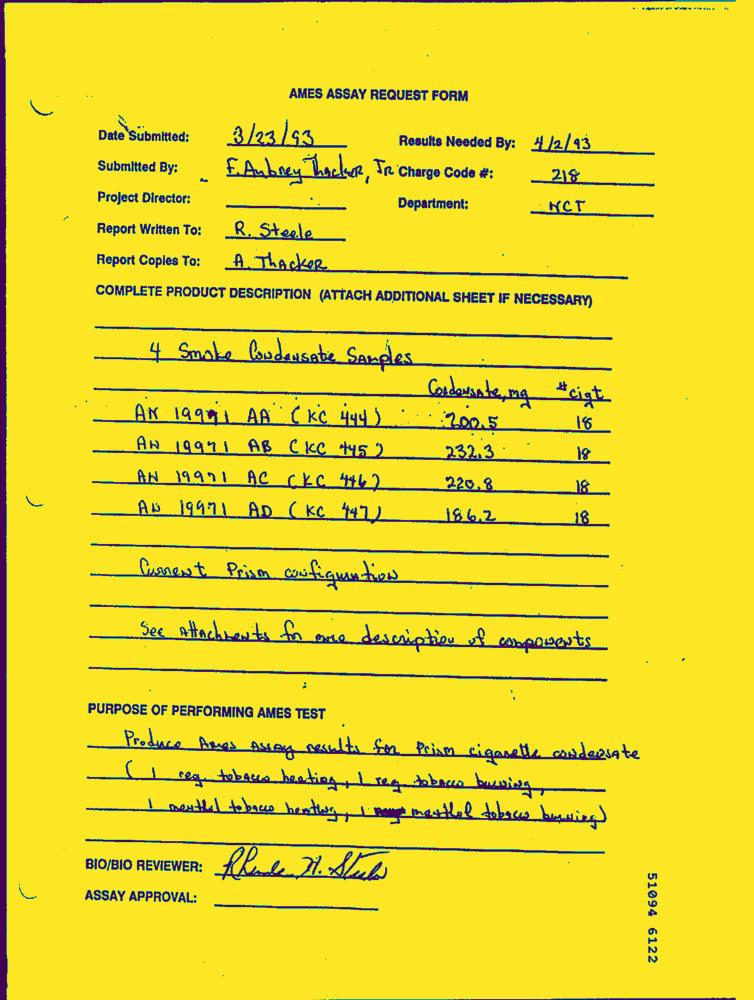 AMES ASSAY REQUEST FORM
Date Submitted: 3/23/93 Results Needed By: 4/2/93
Submitted By: F. Aubrey Thacker, JR Charge Code #: 218
Project Director: Department: NCT
Report Written To: R. Steele
Report Copies To: A. THACKER
COMPLETE PRODUCT DESCRIPTION (ATTACH ADDITIONAL SHEET IF NECESSARY)
4 Smoke Condensate Samples
Condensate, mg #cigt
AN 19971 AA (KC 444) 200.5 18
AN 19971 AB (KC 445) 232.3 18
AN 19971 AC (KC 446) 220.8 18
AN 19971 AD (KC 447) 186.2 18
Current Prism configuration
See Attachments for more description of components
PURPOSE OF PERFORMING AMES TEST
Produce Ames Assay results for Prism cigarette condensate
(1 reg. tobacco heating, 1 reg. tobacco burning,
1 menthol tobacco heating, 1 menthol tobacco burning)
BIO/BIO REVIEWER: Rhenda H. Steele
ASSAY APPROVAL:
51094 6122